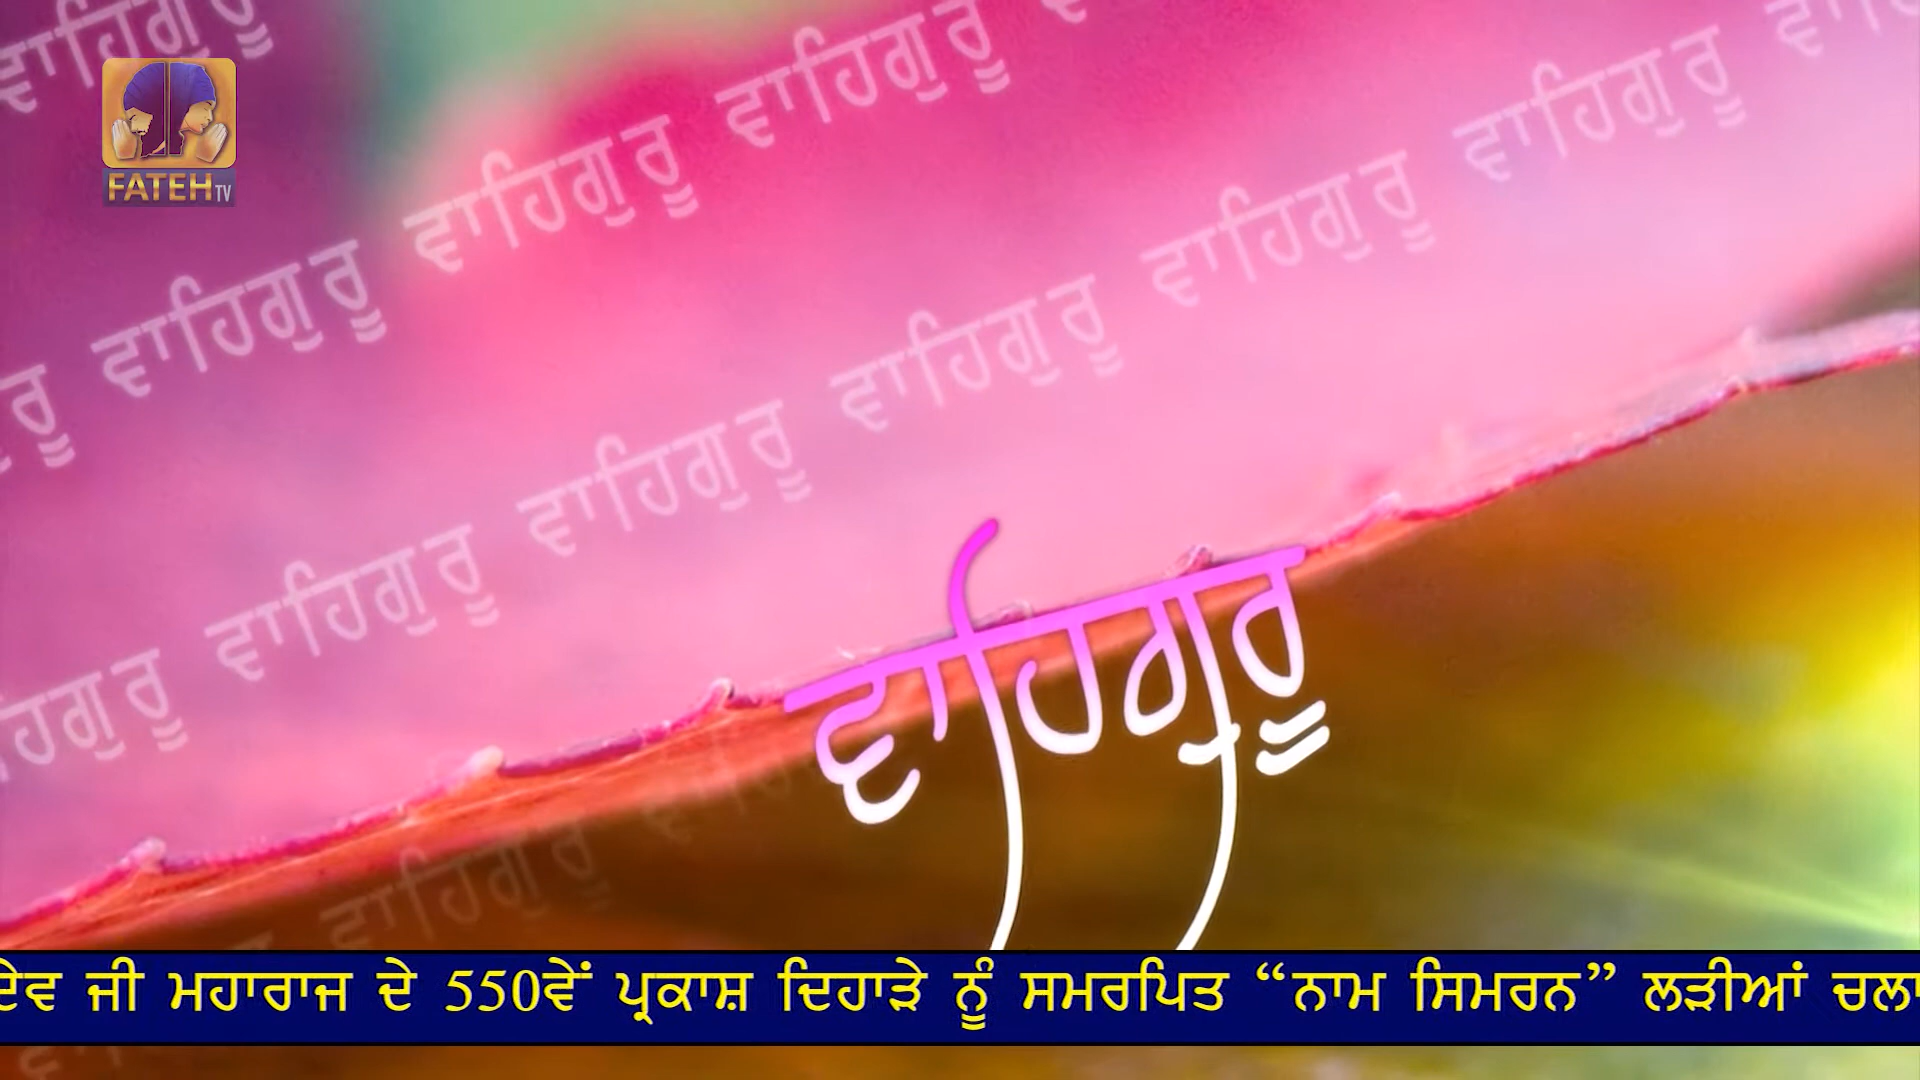 ਵਾਹਿਗੁਰੂ
FATEH TV
ਵਾਹਿਗੁਰੂ ਵਾਹਿਗੁਰੂ ਵਾਹਿਗੁਰੂ
ਵਾਹਿਗੁਰੂ ਵਾਹਿਗੁਰੂ ਵਾਹਿਗੁਰੂ ਵਾਹਿਗੁਰੂ ਵਾਹਿਗੁਰੂ
ਵਾਹਿਗੁਰੂ
ਵਾਹਿਗੁਰੂ
ਜੀ ਮਹਾਰਾਜ ਦੇ 550ਵੇਂ ਪ੍ਰਕਾਸ਼ ਦਿਹਾੜੇ ਨੂੰ ਸਮਰਪਿਤ “ਨਾਮ ਸਿਮਰਨ” ਲੜੀਆਂ